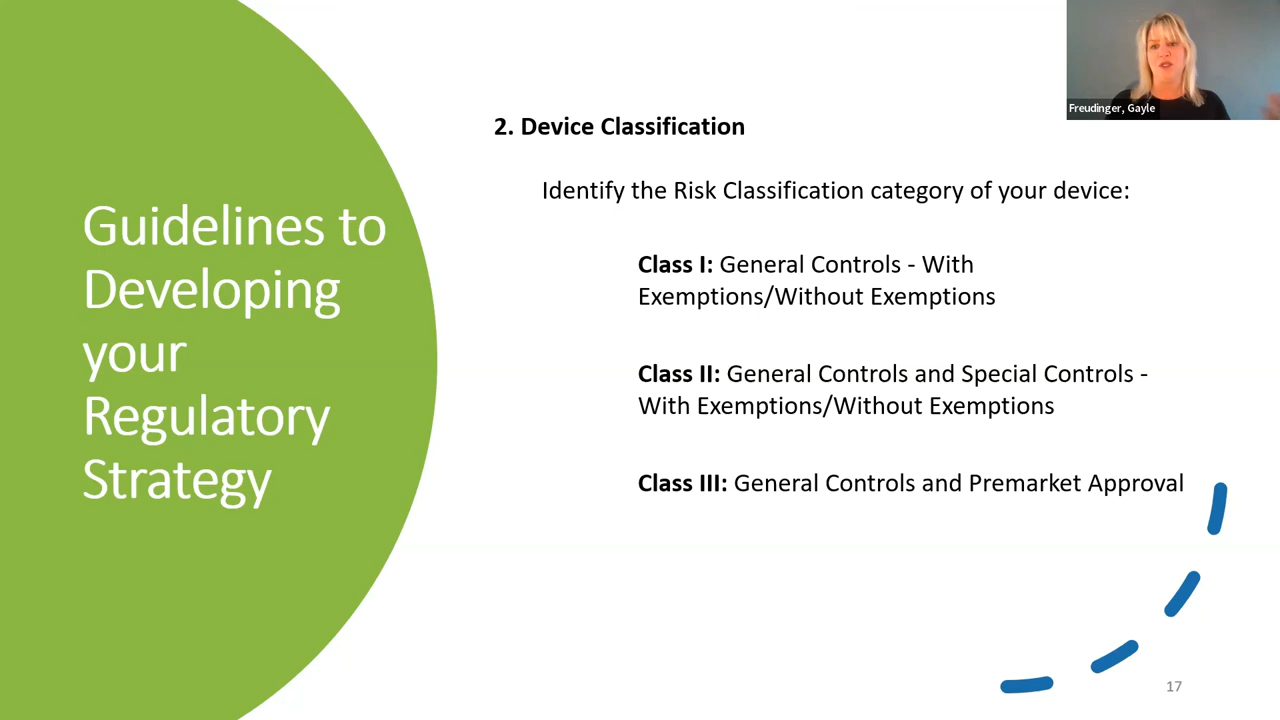 Guidelines to
Developing
your
Regulatory
Strategy
2. Device Classification
Identify the Risk Classification category of your device:
Class I: General Controls - With
Exemptions/Without Exemptions
Class II: General Controls and Special Controls -
With Exemptions/Without Exemptions
Class III: General Controls and Premarket Approval
Freudinger, Gayle
17